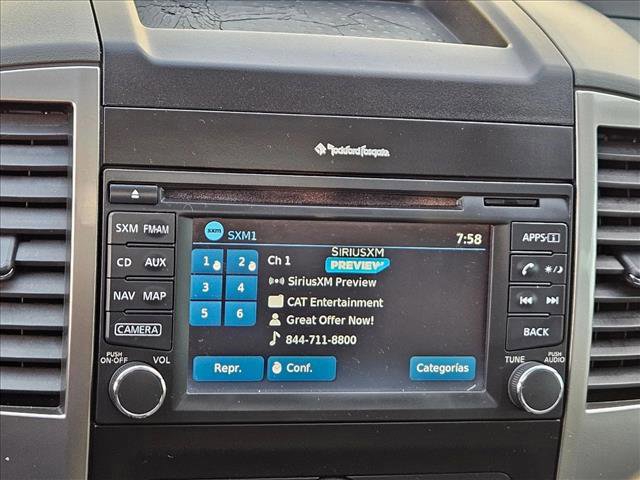 Rockford Fosgate
SXM FM·AM
CD AUX
NAV MAP
CAMERA
PUSH ON·OFF VOL
sxm SXM1 7:58
1 2
3 4
5 6
Ch 1
SIRIUSXM
PREVIEW
SiriusXM Preview
CAT Entertainment
Great Offer Now!
844-711-8800
Repr. Conf. Categorías
APPS·i
BACK
TUNE PUSH AUDIO